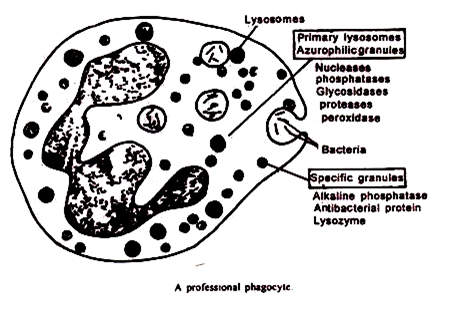 Lysosomes
Primary lysosomes
Azurophilicgranules
Nucleases
phosphatases
Glycosidases
proteases
peroxidase
Bacteria
Specific granules
Alkaline phosphatase
Antibacterial protein
Lysozyme
A professional phagocyte.